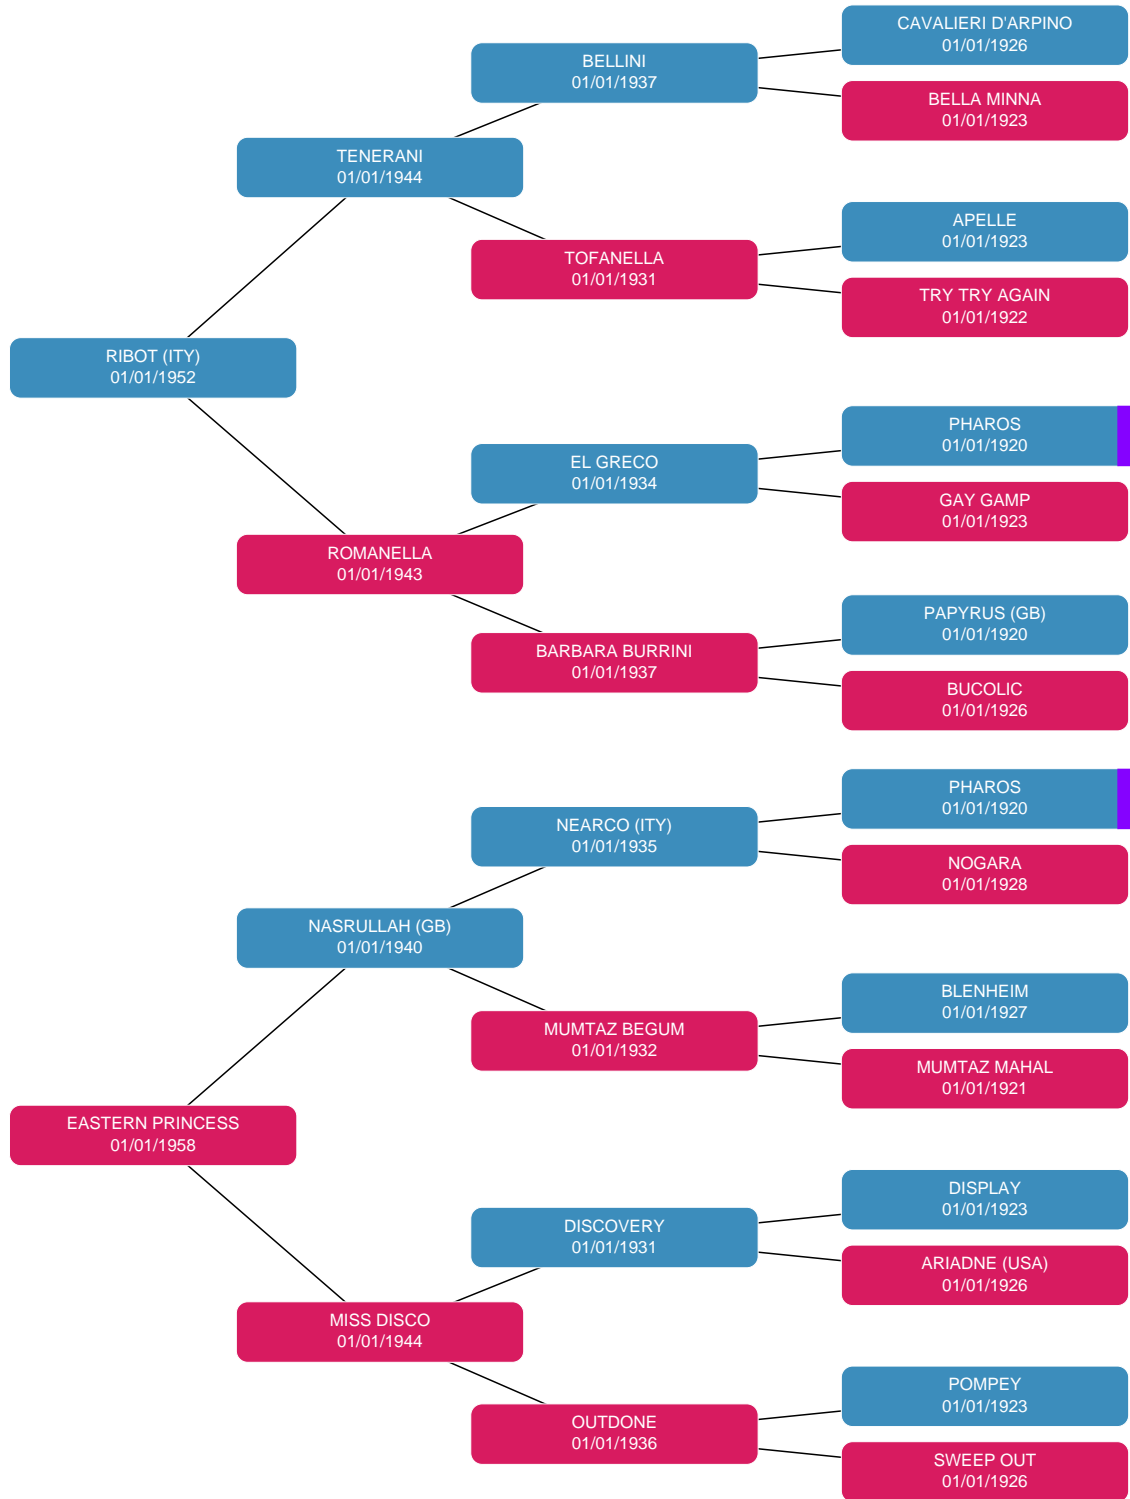 CAVALIERI D'ARPINO
01/01/1926
BELLINI
01/01/1937
BELLA MINNA
01/01/1923
TENERANI
01/01/1944
APELLE
01/01/1923
TOFANELLA
01/01/1931
TRY TRY AGAIN
01/01/1922
RIBOT (ITY)
01/01/1952
PHAROS
01/01/1920
EL GRECO
01/01/1934
GAY GAMP
01/01/1923
ROMANELLA
01/01/1943
PAPYRUS (GB)
01/01/1920
BARBARA BURRINI
01/01/1937
BUCOLIC
01/01/1926
PHAROS
01/01/1920
NEARCO (ITY)
01/01/1935
NOGARA
01/01/1928
NASRULLAH (GB)
01/01/1940
BLENHEIM
01/01/1927
MUMTAZ BEGUM
01/01/1932
MUMTAZ MAHAL
01/01/1921
EASTERN PRINCESS
01/01/1958
DISPLAY
01/01/1923
DISCOVERY
01/01/1931
ARIADNE (USA)
01/01/1926
MISS DISCO
01/01/1944
POMPEY
01/01/1923
OUTDONE
01/01/1936
SWEEP OUT
01/01/1926